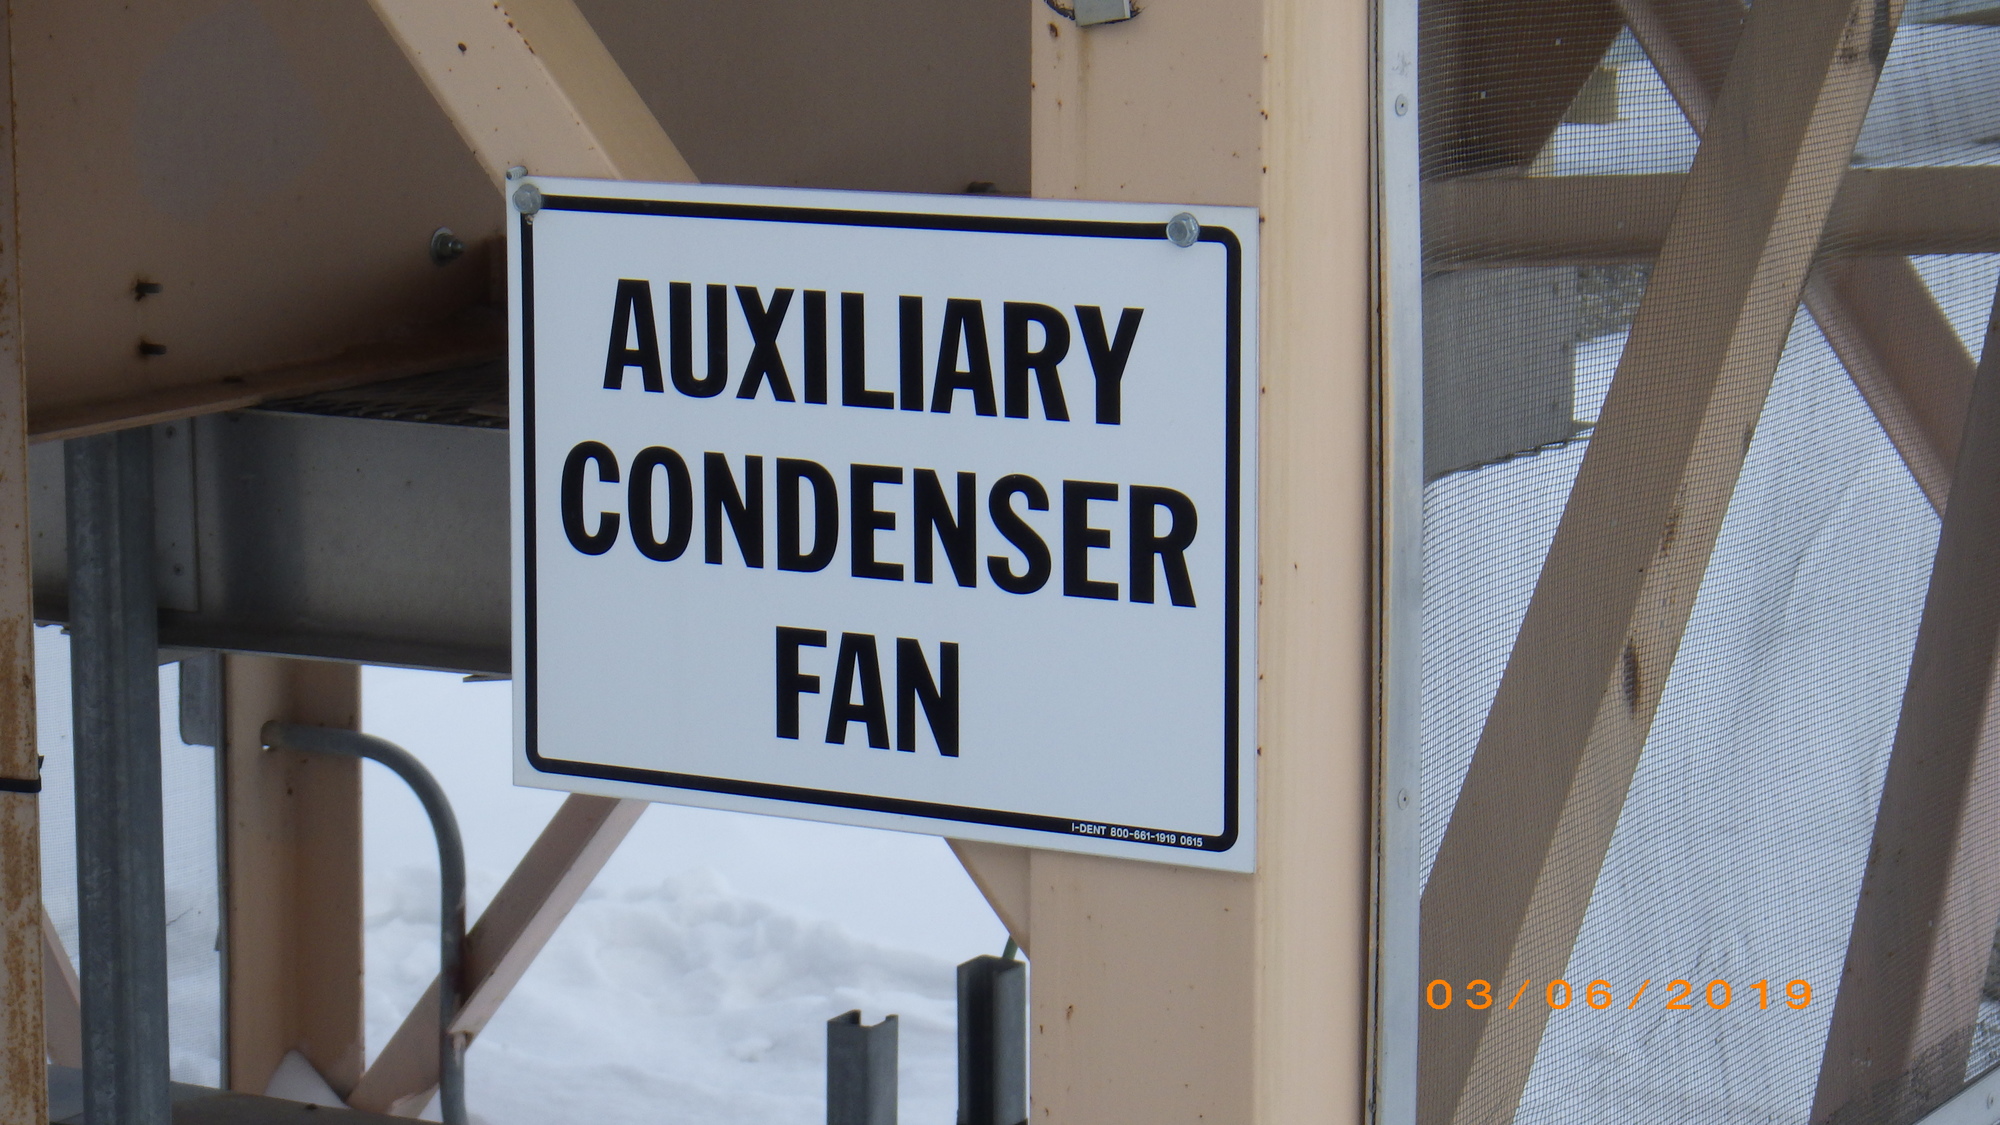 AUXILIARY
CONDENSER
FAN
I-DENT 800-661-1919 0615
03/06/2019